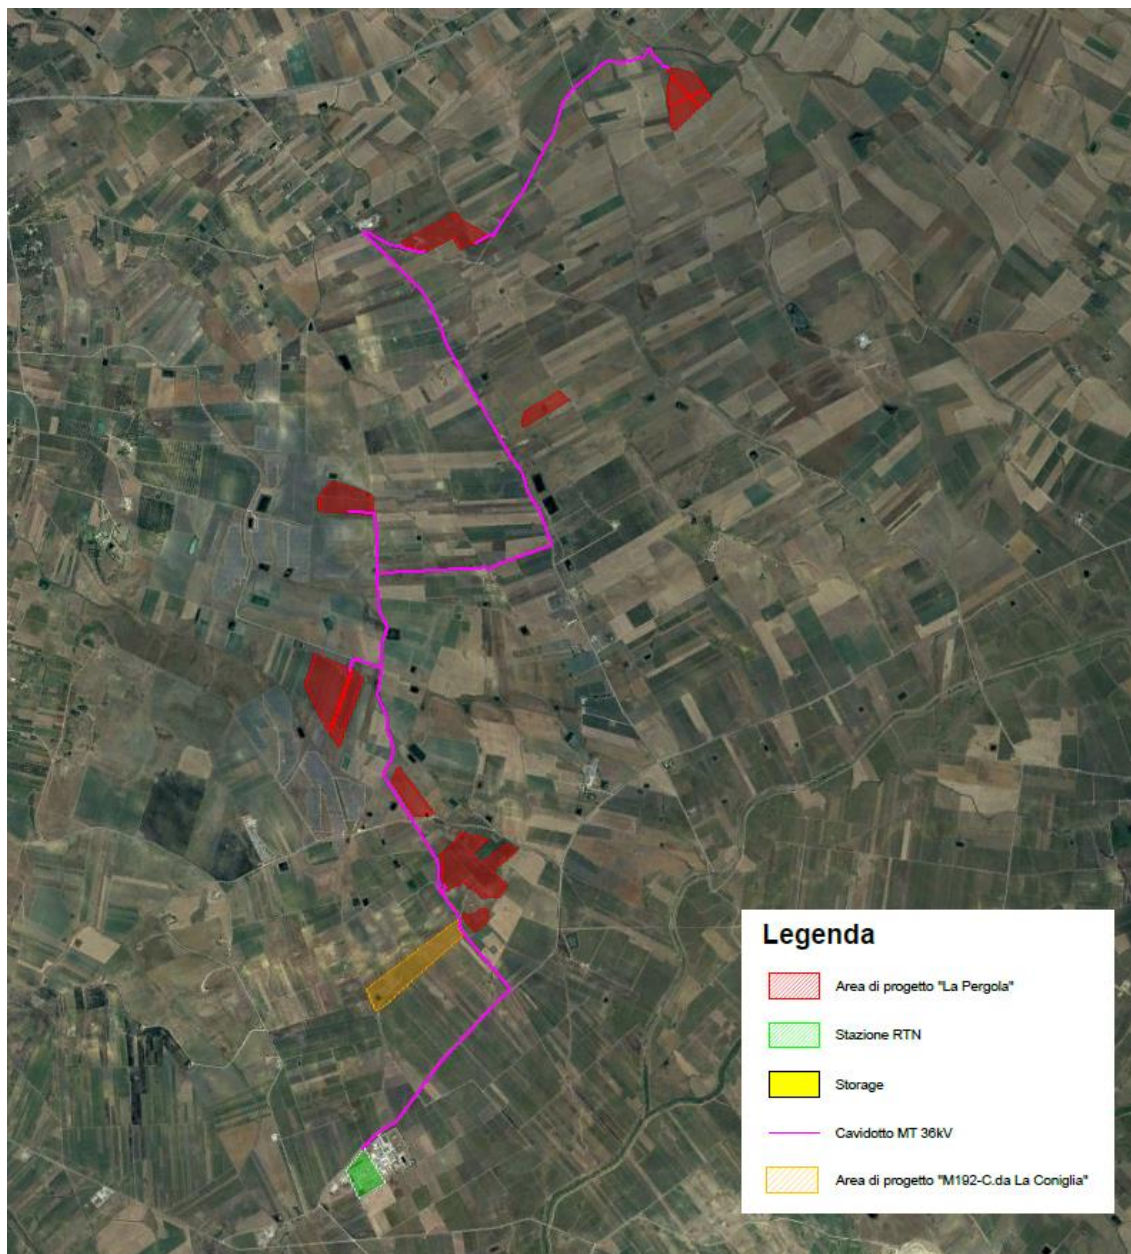 Legenda
Area di progetto "La Pergola"
Stazione RTN
Storage
Cavidotto MT 36kV
Area di progetto "M192-C.da La Coniglia"